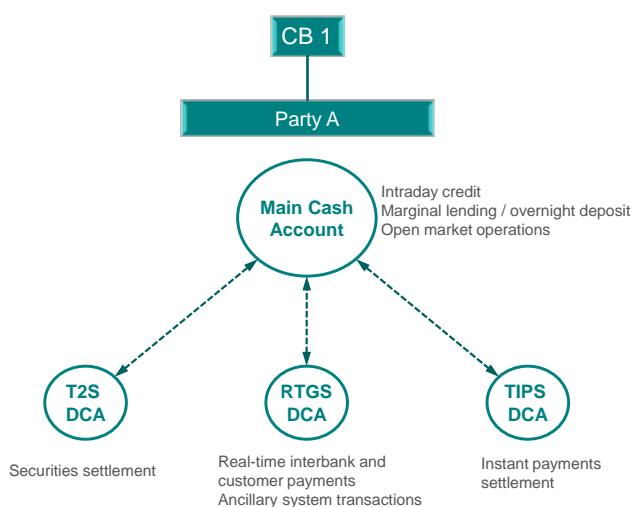 CB 1
Party A
Main Cash
Account
Intraday credit
Marginal lending / overnight deposit
Open market operations
T2S
DCA
RTGS
DCA
TIPS
DCA
Securities settlement
Real-time interbank and
customer payments
Ancillary system transactions
Instant payments
settlement